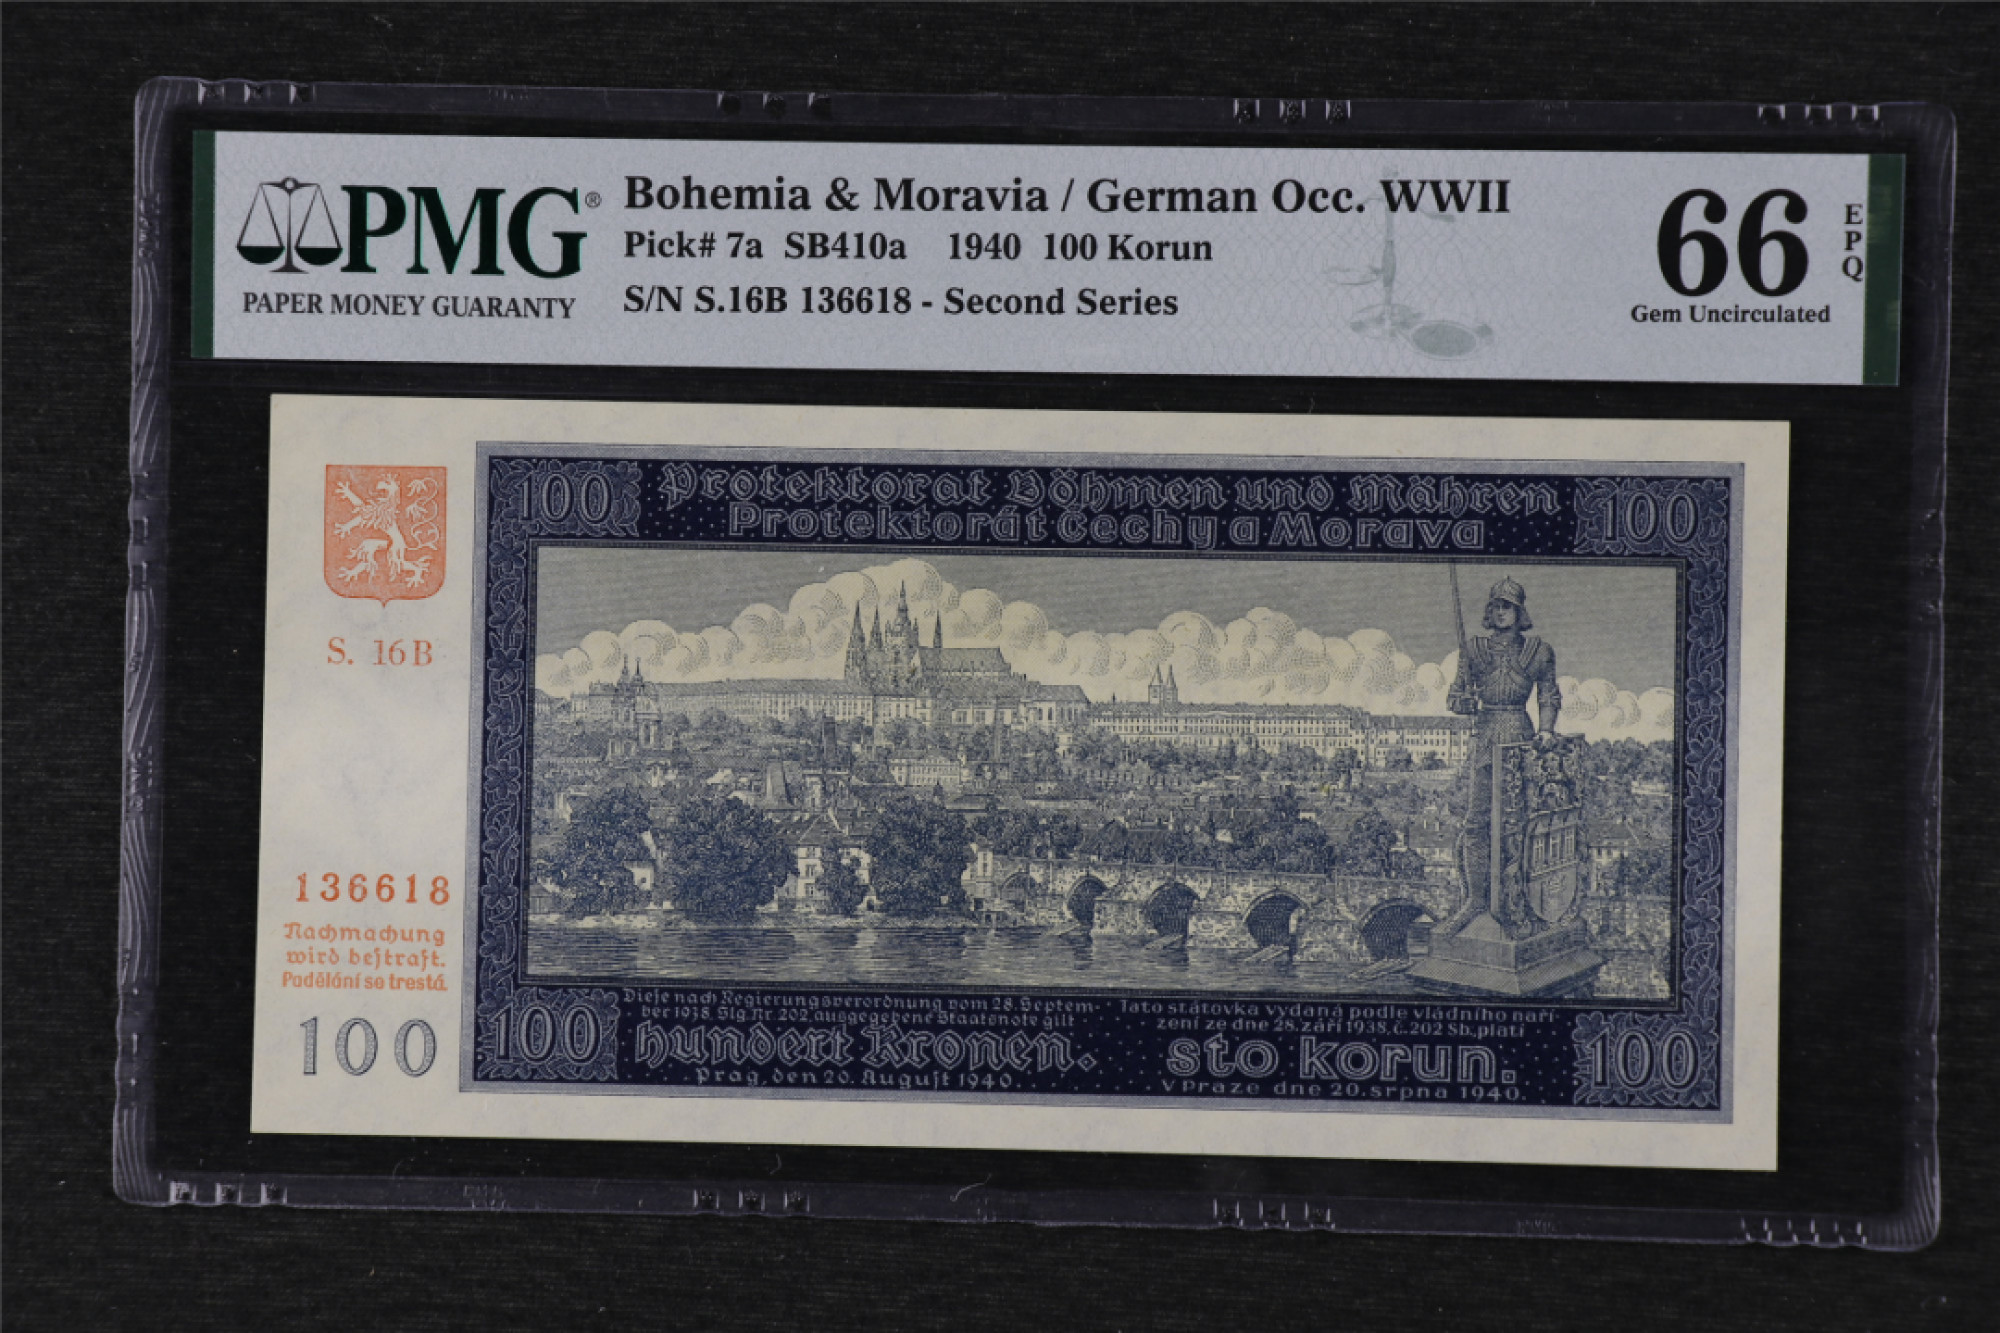 PMG®
PAPER MONEY GUARANTY
Bohemia & Moravia / German Occ. WWII
Pick# 7a SB410a 1940 100 Korun
S/N S.16B 136618 - Second Series
66
EPQ
Gem Uncirculated
100
Protektorat Böhmen und Mähren
Protektorát Čechy a Morava
100
S. 16B
136618
Nachmachung
wird bestraft.
Padělání se trestá.
100
100
Diese nach Regierungsverordnung vom 28. Septem-
ber 1938, Slg. Nr. 202, ausgegebene Staatsnote gilt
hundert Kronen.
Prag, den 20. August 1940.
Tato státovka vydaná podle vládního naří-
zení ze dne 28. září 1938, č. 202 Sb., platí
sto korun.
V Praze dne 20. srpna 1940.
100